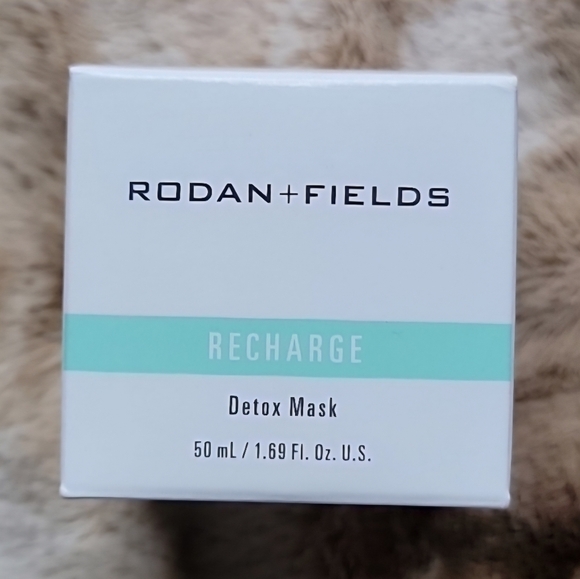 RODAN+FIELDS
RECHARGE
Detox Mask
50 mL / 1.69 Fl. Oz. U.S.